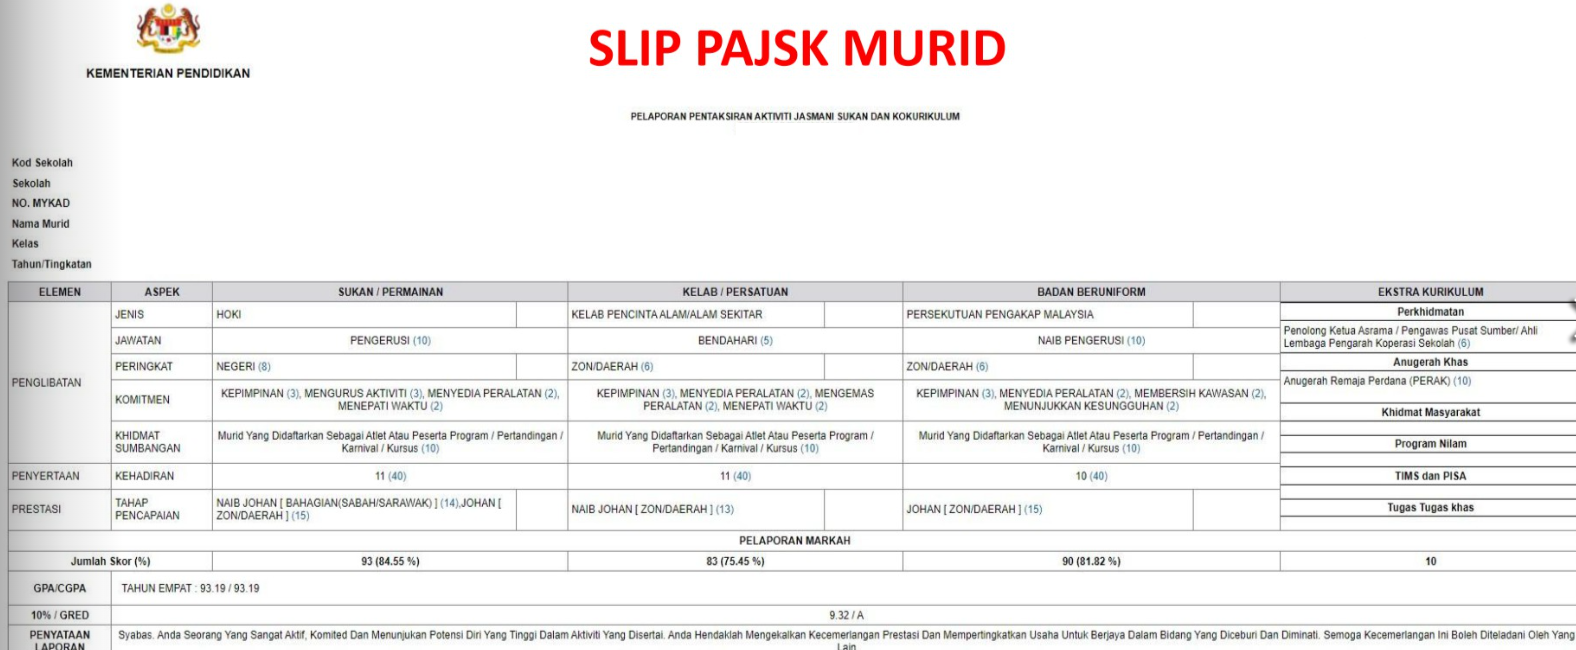 SLIP PAJSK MURID
KEMENTERIAN PENDIDIKAN
PELAPORAN PENTAKSIRAN AKTIVITI JASMANI SUKAN DAN KOKURIKULUM
Kod Sekolah
Sekolah
NO. MYKAD
Nama Murid
Kelas
Tahun/Tingkatan
ELEMEN ASPEK SUKAN / PERMAINAN KELAB / PERSATUAN BADAN BERUNIFORM EKSTRA KURIKULUM
PENGLIBATAN
JENIS HOKI KELAB PENCINTA ALAM/ALAM SEKITAR PERSEKUTUAN PENGAKAP MALAYSIA
JAWATAN PENGERUSI (10) BENDAHARI (5) NAIB PENGERUSI (10)
PERINGKAT NEGERI (8) ZON/DAERAH (6) ZON/DAERAH (6)
KOMITMEN
KEPIMPINAN (3), MENGURUS AKTIVITI (3), MENYEDIA PERALATAN (2),
MENEPATI WAKTU (2)
KEPIMPINAN (3), MENYEDIA PERALATAN (2), MENGEMAS
PERALATAN (2), MENEPATI WAKTU (2)
KEPIMPINAN (3), MENYEDIA PERALATAN (2), MEMBERSIH KAWASAN (2),
MENUNJUKKAN KESUNGGUHAN (2)
KHIDMAT
SUMBANGAN
Murid Yang Didaftarkan Sebagai Atlet Atau Peserta Program / Pertandingan /
Karnival / Kursus (10)
Murid Yang Didaftarkan Sebagai Atlet Atau Peserta Program /
Pertandingan / Karnival / Kursus (10)
Murid Yang Didaftarkan Sebagai Atlet Atau Peserta Program / Pertandingan /
Karnival / Kursus (10)
PENYERTAAN KEHADIRAN 11 (40) 11 (40) 10 (40)
PRESTASI
TAHAP
PENCAPAIAN
NAIB JOHAN [ BAHAGIAN(SABAH/SARAWAK) ] (14),JOHAN [
ZON/DAERAH ] (15)
NAIB JOHAN [ ZON/DAERAH ] (13)
JOHAN [ ZON/DAERAH ] (15)
Perkhidmatan
Penolong Ketua Asrama / Pengawas Pusat Sumber/ Ahli
Lembaga Pengarah Koperasi Sekolah (6)
Anugerah Khas
Anugerah Remaja Perdana (PERAK) (10)
Khidmat Masyarakat
Program Nilam
TIMS dan PISA
Tugas Tugas khas
PELAPORAN MARKAH
Jumlah Skor (%) 93 (84.55 %) 83 (75.45 %) 90 (81.82 %) 10
GPA/CGPA TAHUN EMPAT : 93.19 / 93.19
10% / GRED 9.32 / A
PENYATAAN
LAPORAN
Syabas. Anda Seorang Yang Sangat Aktif, Komited Dan Menunjukan Potensi Diri Yang Tinggi Dalam Aktiviti Yang Disertai. Anda Hendaklah Mengekalkan Kecemerlangan Prestasi Dan Mempertingkatkan Usaha Untuk Berjaya Dalam Bidang Yang Diceburi Dan Diminati. Semoga Kecemerlangan Ini Boleh Diteladani Oleh Yang
Lain